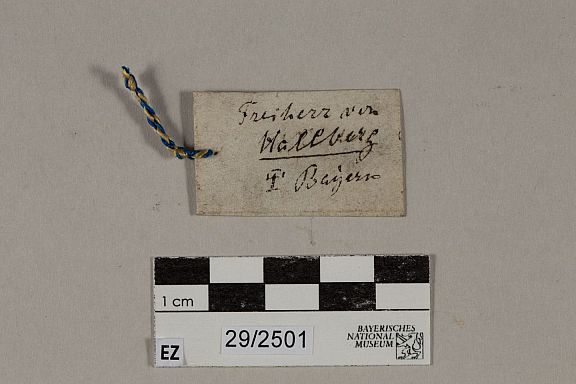 Freiherr von
Hallberg
T Bayern
1 cm
BAYERISCHES
NATIONAL
MUSEUM
EZ
29/2501